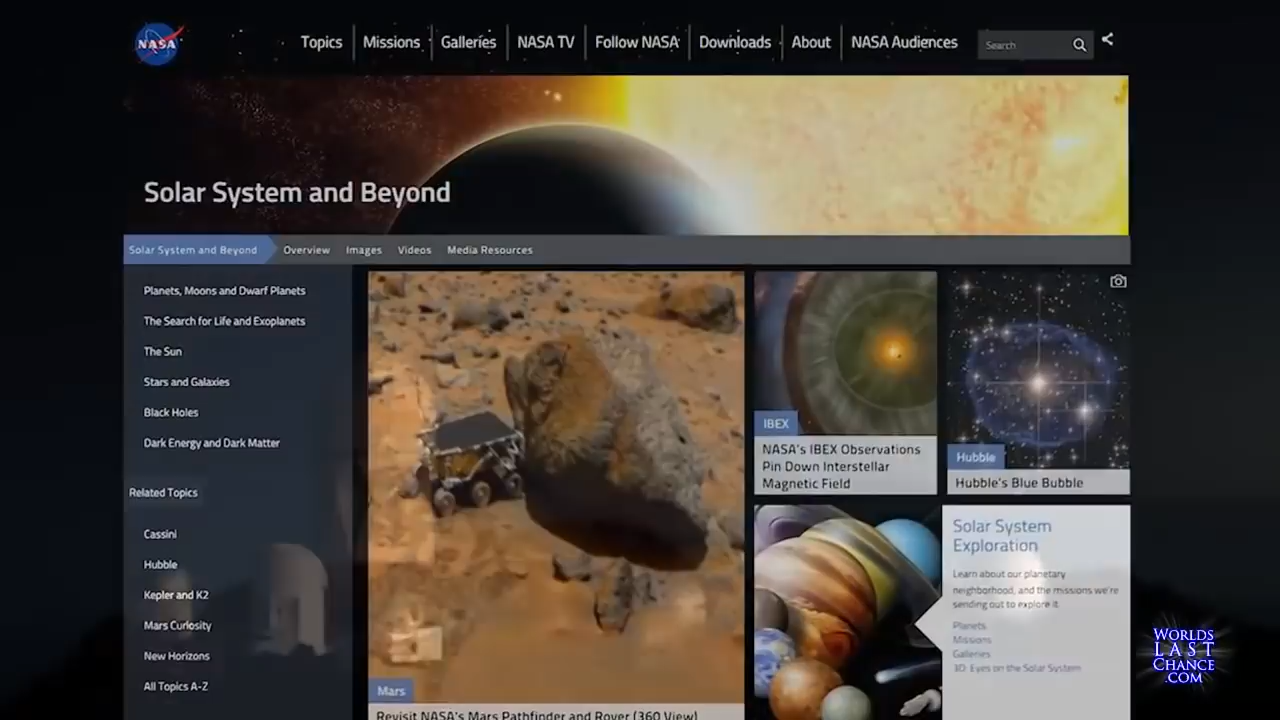 NASA
Topics
Missions
Galleries
NASA TV
Follow NASA
Downloads
About
NASA Audiences
Search
Solar System and Beyond
Solar System and Beyond
Overview
Images
Videos
Media Resources
Planets, Moons and Dwarf Planets
The Search for Life and Exoplanets
The Sun
Stars and Galaxies
Black Holes
Dark Energy and Dark Matter
Related Topics
Cassini
Hubble
Kepler and K2
Mars Curiosity
New Horizons
All Topics A-Z
Mars
Revisit NASA's Mars Pathfinder and Rover (360 View)
IBEX
NASA's IBEX Observations
Pin Down Interstellar
Magnetic Field
Hubble
Hubble's Blue Bubble
Solar System
Exploration
Learn about our planetary
neighborhood, and the missions we're
sending out to explore it.
Planets
Missions
Galleries
3D: Eyes on the Solar System
WORLDS
LAST
CHANCE
.COM